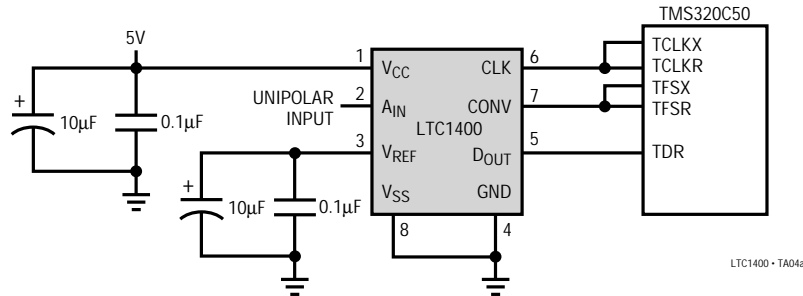 TMS320C50
5V
1
VCC
CLK
6
TCLKX
TCLKR
+
10µF
0.1µF
UNIPOLAR
INPUT
2
AIN
CONV
7
TFSX
TFSR
LTC1400
3
VREF
DOUT
5
TDR
+
10µF
0.1µF
VSS
GND
8
4
LTC1400 • TA04a